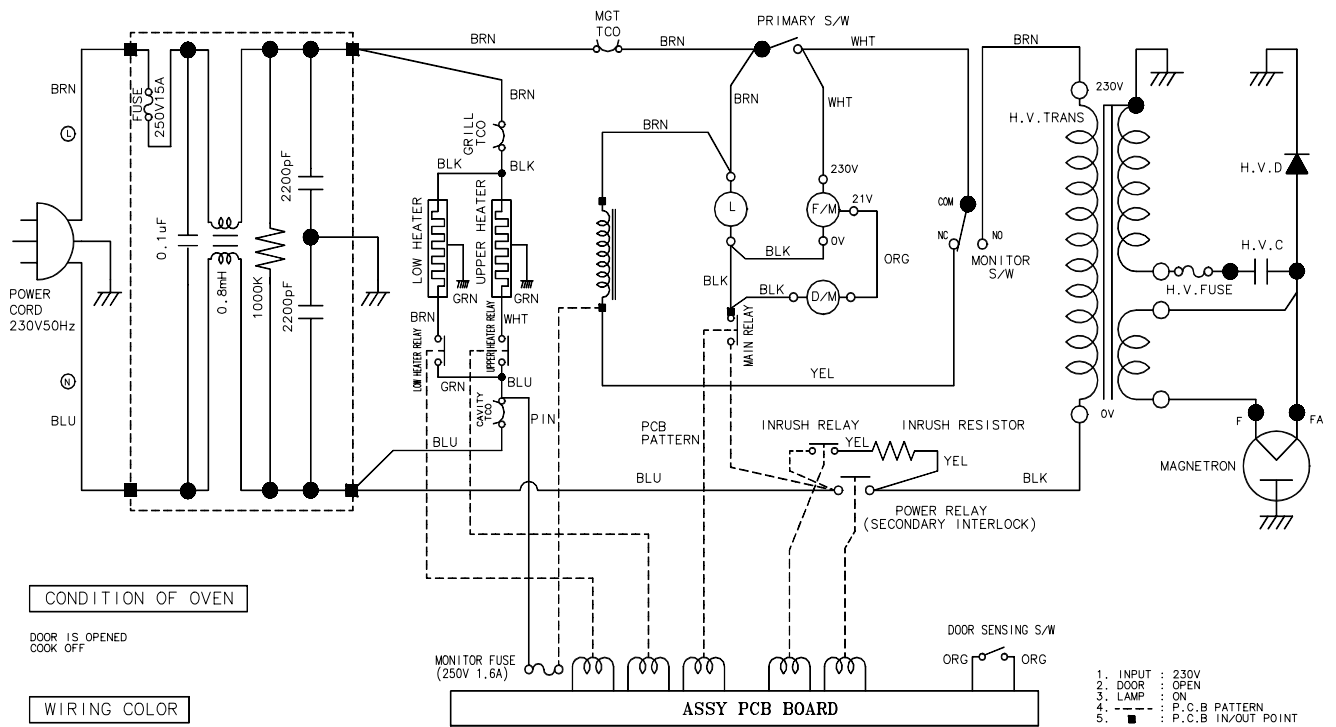 MGT
TCO
PRIMARY S/W
BRN
BRN
WHT
BRN
BRN
FUSE
250V15A
BRN
BRN
WHT
230V
H.V.TRANS
L
GRILL
TCO
BRN
H.V.D
2200pF
BLK
BLK
230V
21V
COM
L
F/M
LOW HEATER
UPPER HEATER
NC
NO
MONITOR
S/W
0V
ORG
H.V.C
0.1uF
BLK
BLK
BLK
D/M
H.V.FUSE
POWER
CORD
230V50Hz
0.8mH
1000K
2200pF
GRN
GRN
BRN
WHT
LOW HEATER RELAY
UPPER HEATER RELAY
MAIN RELAY
N
GRN
BLU
YEL
CAVITY
TCO
PIN
0V
F
FA
BLU
BLU
PCB
PATTERN
INRUSH RELAY
YEL
INRUSH RESISTOR
YEL
MAGNETRON
BLU
BLK
POWER RELAY
(SECONDARY INTERLOCK)
CONDITION OF OVEN
DOOR IS OPENED
COOK OFF
MONITOR FUSE
(250V 1.6A)
DOOR SENSING S/W
ORG
ORG
WIRING COLOR
ASSY PCB BOARD
1. INPUT : 230V
2. DOOR : OPEN
3. LAMP : ON
4. ----- : P.C.B PATTERN
5. ■ : P.C.B IN/OUT POINT